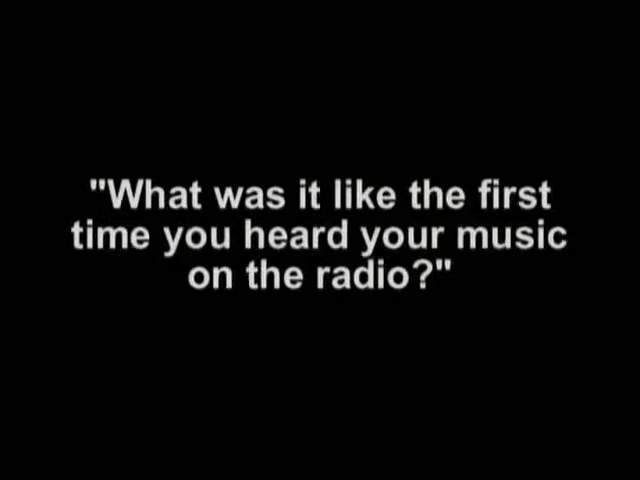 "What was it like the first
time you heard your music
on the radio?"